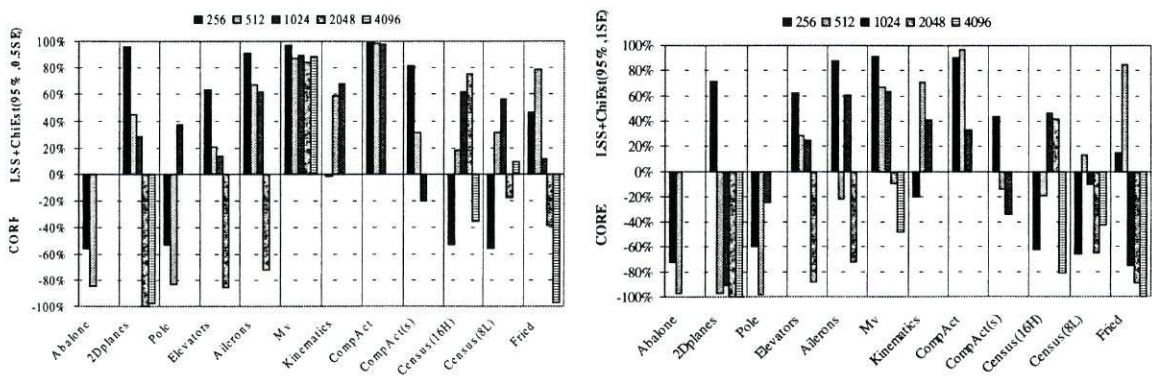 256 512 1024 2048 4096
LSS+ChiEst(95%,0.5SE)
CORE
100%
80%
60%
40%
20%
0%
-20%
-40%
-60%
-80%
-100%
Abalone
2Dplanes
Pole
Elevators
Ailerons
Mv
Kinematics
CompAct
CompAct(s)
Census(16H)
Census(8L)
Fried
256 512 1024 2048 4096
LSS+ChiEst(95%,1SE)
CORE
100%
80%
60%
40%
20%
0%
-20%
-40%
-60%
-80%
-100%
Abalone
2Dplanes
Pole
Elevators
Ailerons
Mv
Kinematics
CompAct
CompAct(s)
Census(16H)
Census(8L)
Fried